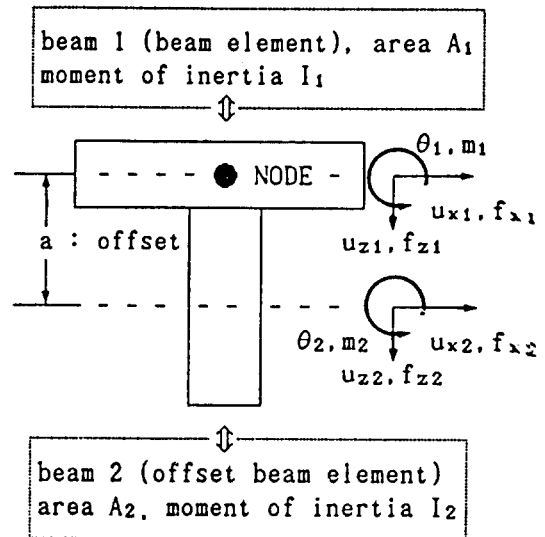 beam 1 (beam element), area A₁
moment of inertia I₁
θ₁, m₁
NODE
uₓ₁, fₓ₁
u_z1, f_z1
a : offset
θ₂, m₂
uₓ₂, fₓ₂
u_z2, f_z2
beam 2 (offset beam element)
area A₂, moment of inertia I₂